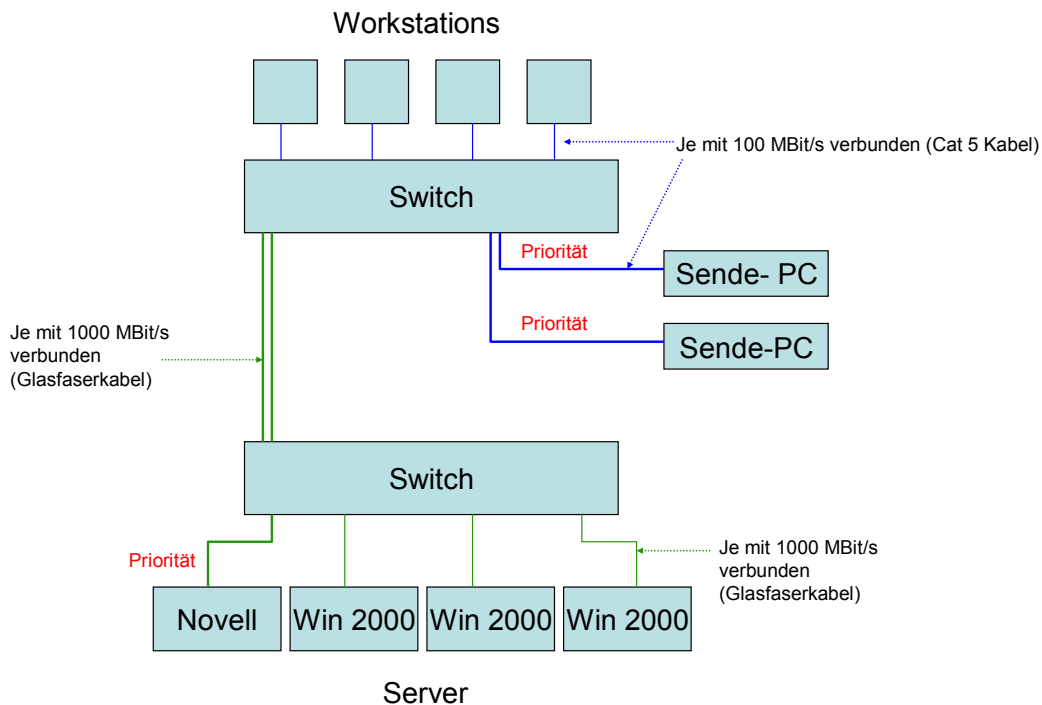 Workstations
Je mit 100 MBit/s verbunden (Cat 5 Kabel)
Switch
Priorität
Sende- PC
Priorität
Sende-PC
Je mit 1000 MBit/s
verbunden
(Glasfaserkabel)
Switch
Priorität
Je mit 1000 MBit/s
verbunden
(Glasfaserkabel)
Novell
Win 2000
Win 2000
Win 2000
Server